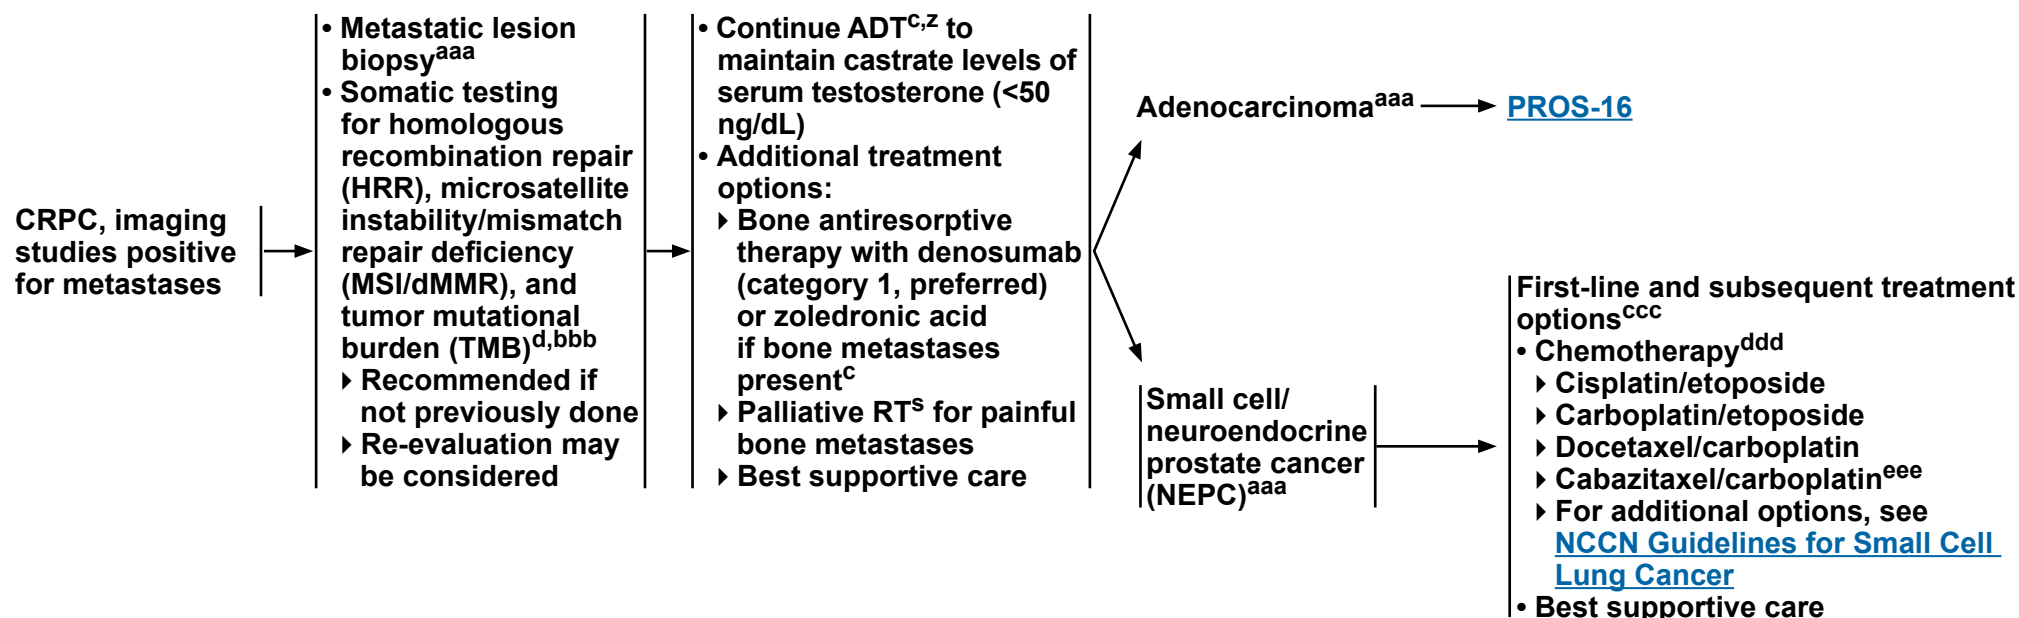 CRPC, imaging
studies positive
for metastases
• Metastatic lesion
biopsyaaa
• Somatic testing
for homologous
recombination repair
(HRR), microsatellite
instability/mismatch
repair deficiency
(MSI/dMMR), and
tumor mutational
burden (TMB)d,bbb
▸ Recommended if
not previously done
▸ Re-evaluation may
be considered
• Continue ADTc,z to
maintain castrate levels of
serum testosterone (<50
ng/dL)
• Additional treatment
options:
▸ Bone antiresorptive
therapy with denosumab
(category 1, preferred)
or zoledronic acid
if bone metastases
presentc
▸ Palliative RTs for painful
bone metastases
▸ Best supportive care
Adenocarcinomaaaa
PROS-16
Small cell/
neuroendocrine
prostate cancer
(NEPC)aaa
First-line and subsequent treatment
optionsccc
• Chemotherapyddd
▸ Cisplatin/etoposide
▸ Carboplatin/etoposide
▸ Docetaxel/carboplatin
▸ Cabazitaxel/carboplatineee
▸ For additional options, see
NCCN Guidelines for Small Cell
Lung Cancer
• Best supportive care